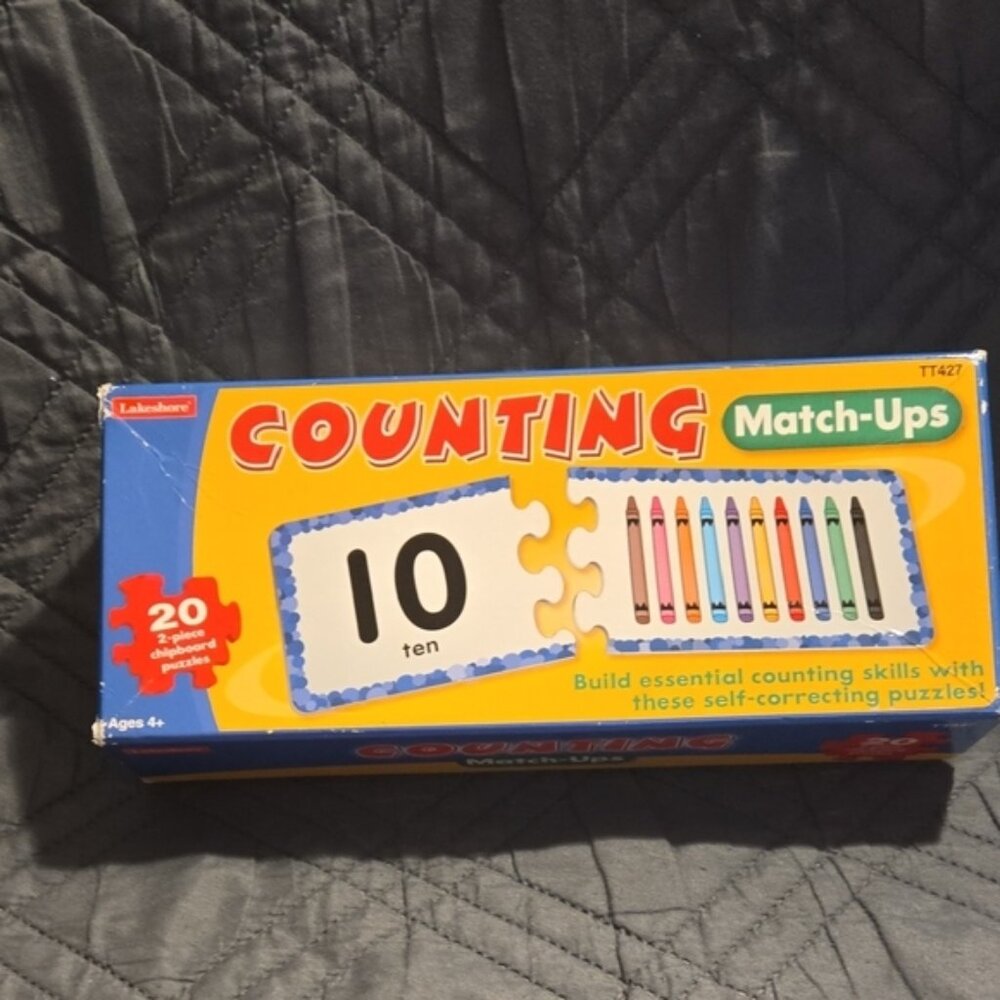 TT427
Lakeshore
COUNTING Match-Ups
10
ten
20
2-piece
chipboard
puzzles
Build essential counting skills with
these self-correcting puzzles!
Ages 4+
COUNTING 20
Match-Ups